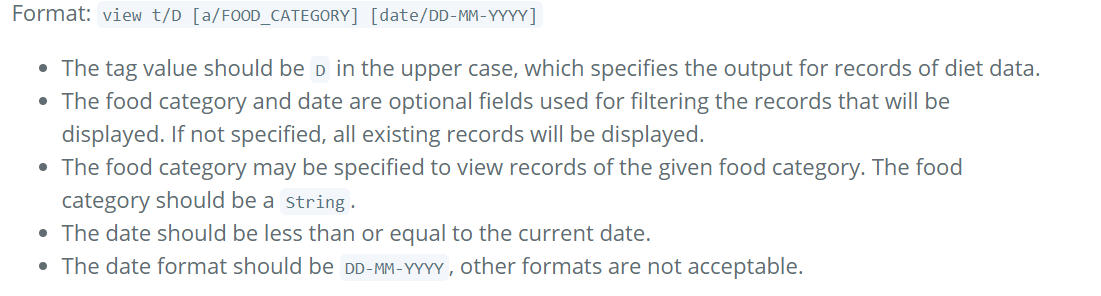 Format: view t/D [a/FOOD_CATEGORY] [date/DD-MM-YYYY]
• The tag value should be D in the upper case, which specifies the output for records of diet data.
• The food category and date are optional fields used for filtering the records that will be
displayed. If not specified, all existing records will be displayed.
• The food category may be specified to view records of the given food category. The food
category should be a String.
• The date should be less than or equal to the current date.
• The date format should be DD-MM-YYYY, other formats are not acceptable.